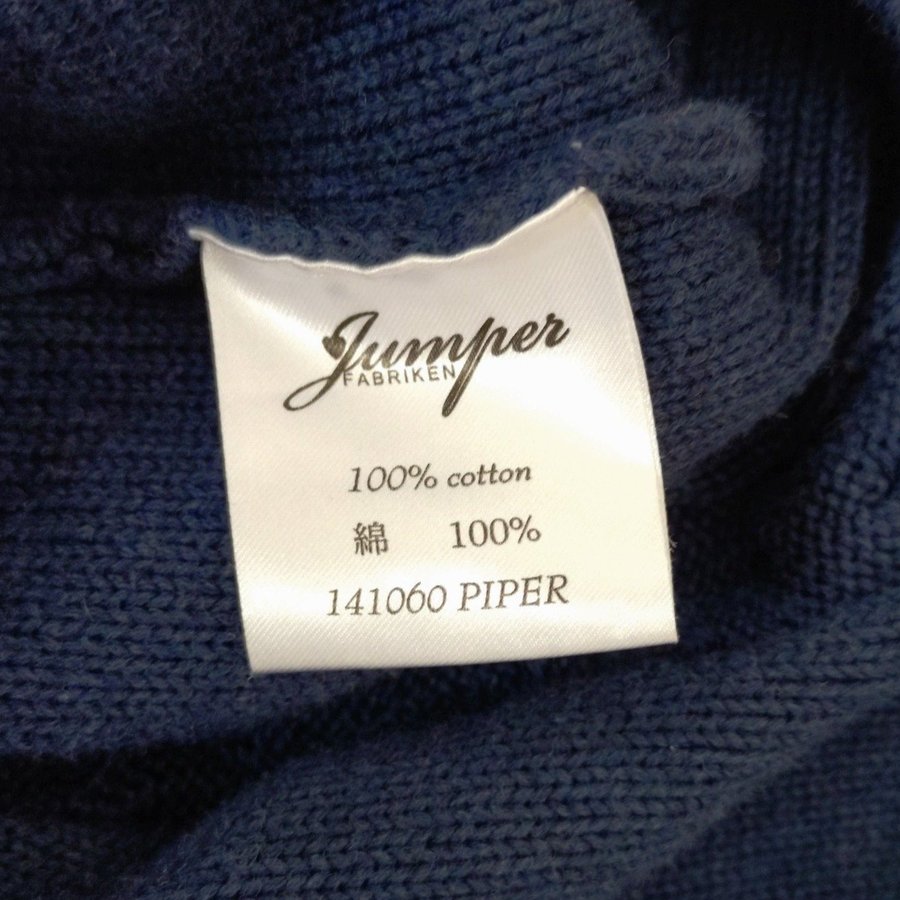 Jumper
FABRIKEN
100% cotton
綿 100%
141060 PIPER